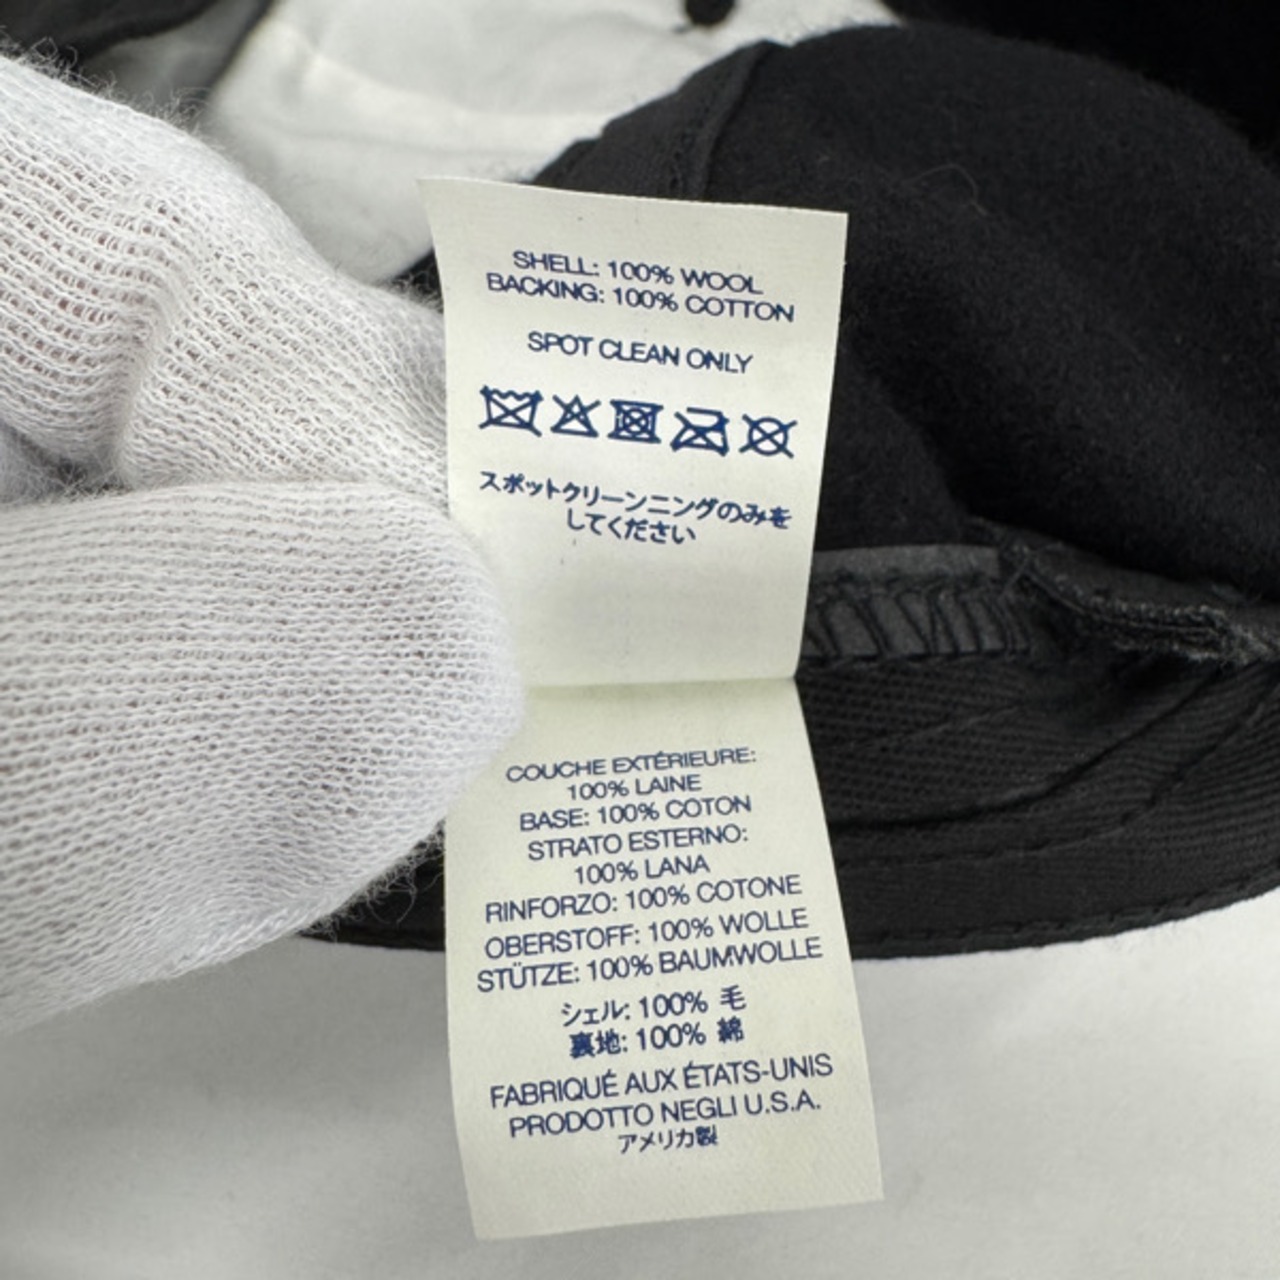 SHELL: 100% WOOL
BACKING: 100% COTTON
SPOT CLEAN ONLY
スポットクリーンニングのみを
してください
COUCHE EXTÉRIEURE:
100% LAINE
BASE: 100% COTON
STRATO ESTERNO:
100% LANA
RINFORZO: 100% COTONE
OBERSTOFF: 100% WOLLE
STÜTZE: 100% BAUMWOLLE
シェル: 100% 毛
裏地: 100% 綿
FABRIQUÉ AUX ÉTATS-UNIS
PRODOTTO NEGLI U.S.A.
アメリカ製